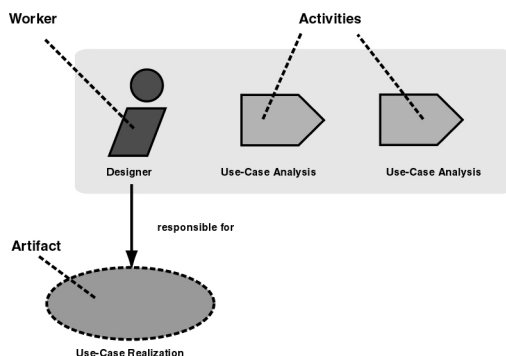 Worker
Activities
Designer
Use-Case Analysis
Use-Case Analysis
responsible for
Artifact
Use-Case Realization